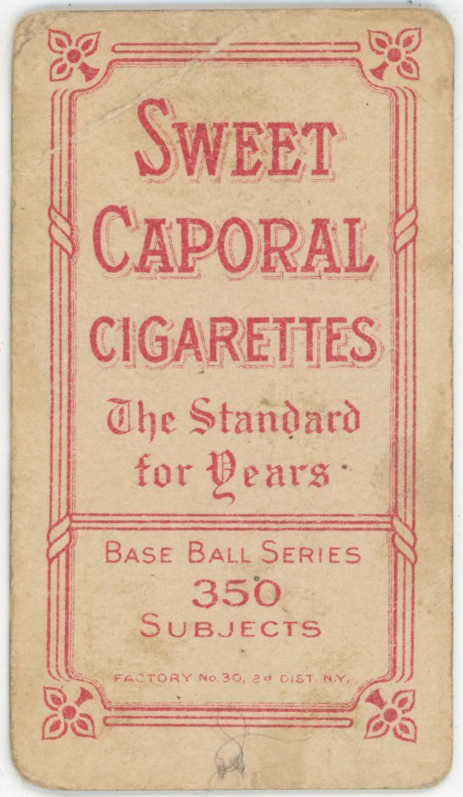 SWEET
CAPORAL
CIGARETTES
The Standard
for Years
BASE BALL SERIES
350
SUBJECTS
FACTORY No. 30, 2d DIST. N.Y.